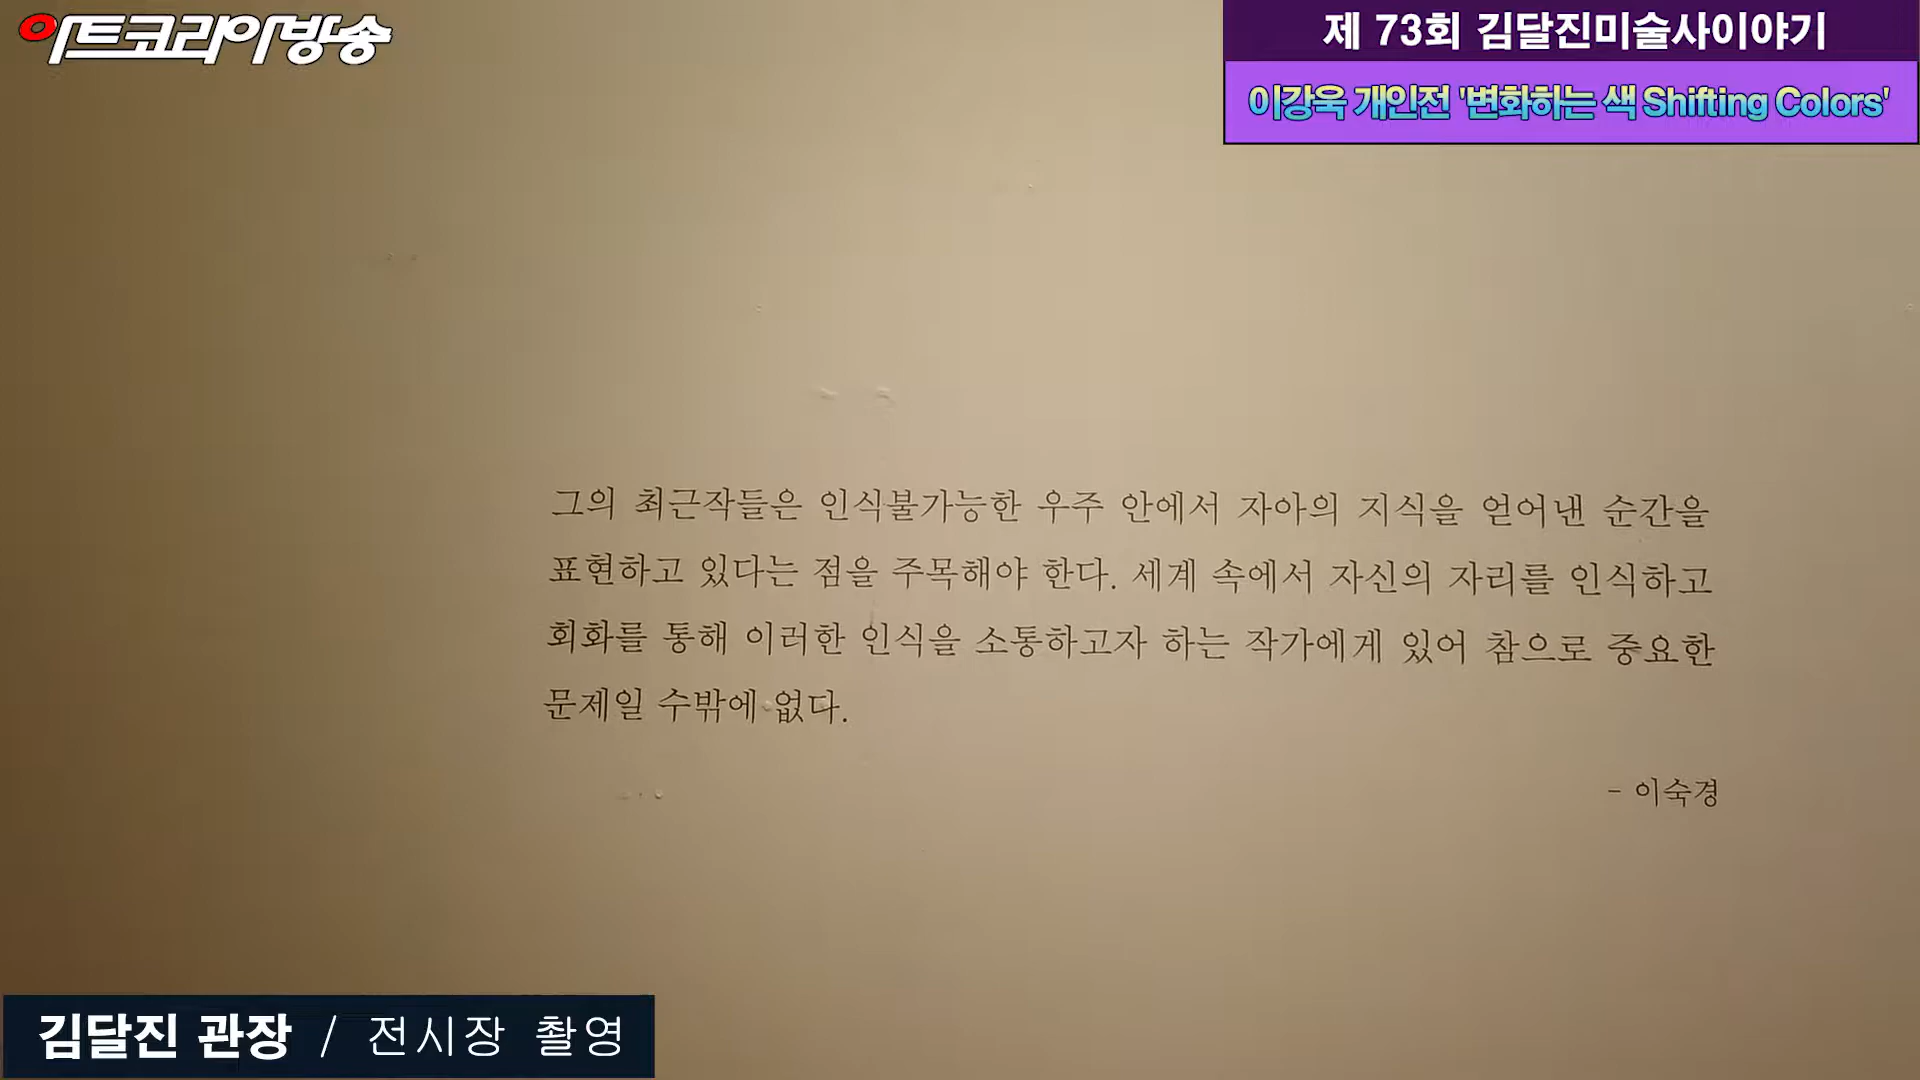 아트코리아방송
제 73회 김달진미술사이야기
이강욱 개인전 '변화하는 색 Shifting Colors'
그의 최근작들은 인식불가능한 우주 안에서 자아의 지식을 얻어낸 순간을
표현하고 있다는 점을 주목해야 한다. 세계 속에서 자신의 자리를 인식하고
회화를 통해 이러한 인식을 소통하고자 하는 작가에게 있어 참으로 중요한
문제일 수밖에 없다.
- 이숙경
김달진 관장 / 전시장 촬영